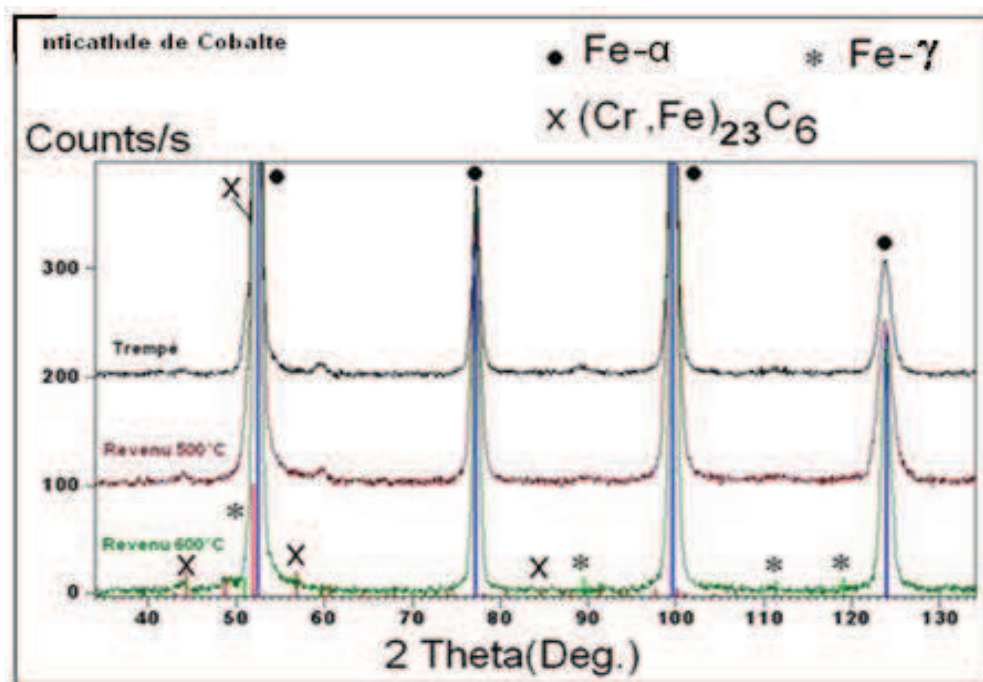 nticathde de Cobalte
● Fe-α * Fe-γ
x (Cr ,Fe)23C6
Counts/s
X
300
Trempé
200
Revenu 500°C
100
*
Revenu 600°C
X X X * * *
0
40 50 60 70 80 90 100 110 120 130
2 Theta(Deg.)